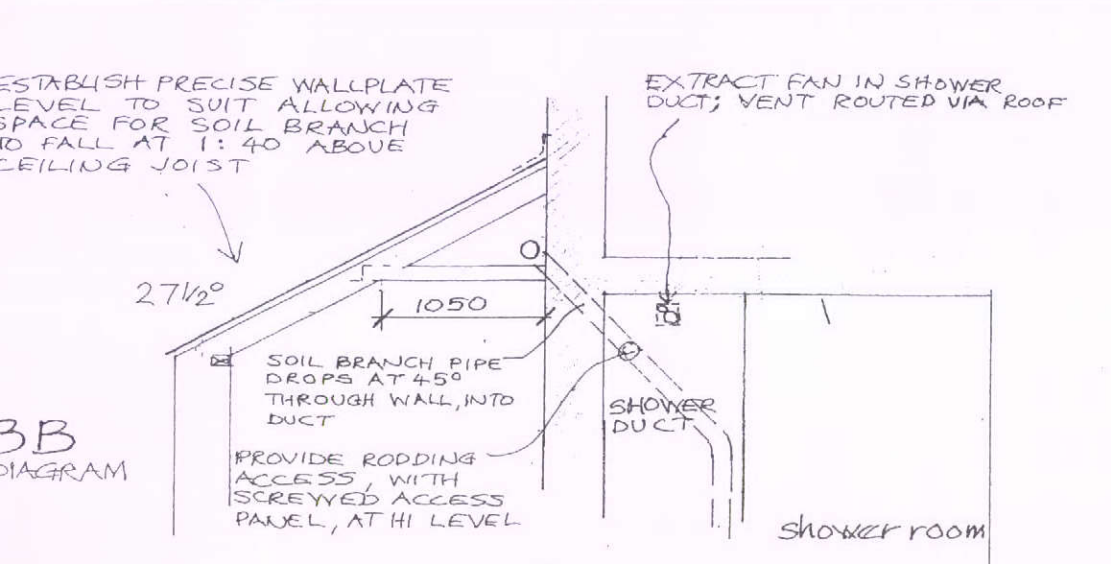 ESTABLISH PRECISE WALLPLATE
LEVEL TO SUIT ALLOWING
SPACE FOR SOIL BRANCH
TO FALL AT 1:40 ABOVE
CEILING JOIST
EXTRACT FAN IN SHOWER
DUCT; VENT ROUTED VIA ROOF
27½°
1050
SOIL BRANCH PIPE
DROPS AT 45°
THROUGH WALL, INTO
DUCT
SHOWER
DUCT
BB
DIAGRAM
PROVIDE RODDING
ACCESS, WITH
SCREWED ACCESS
PANEL, AT HI LEVEL
shower room